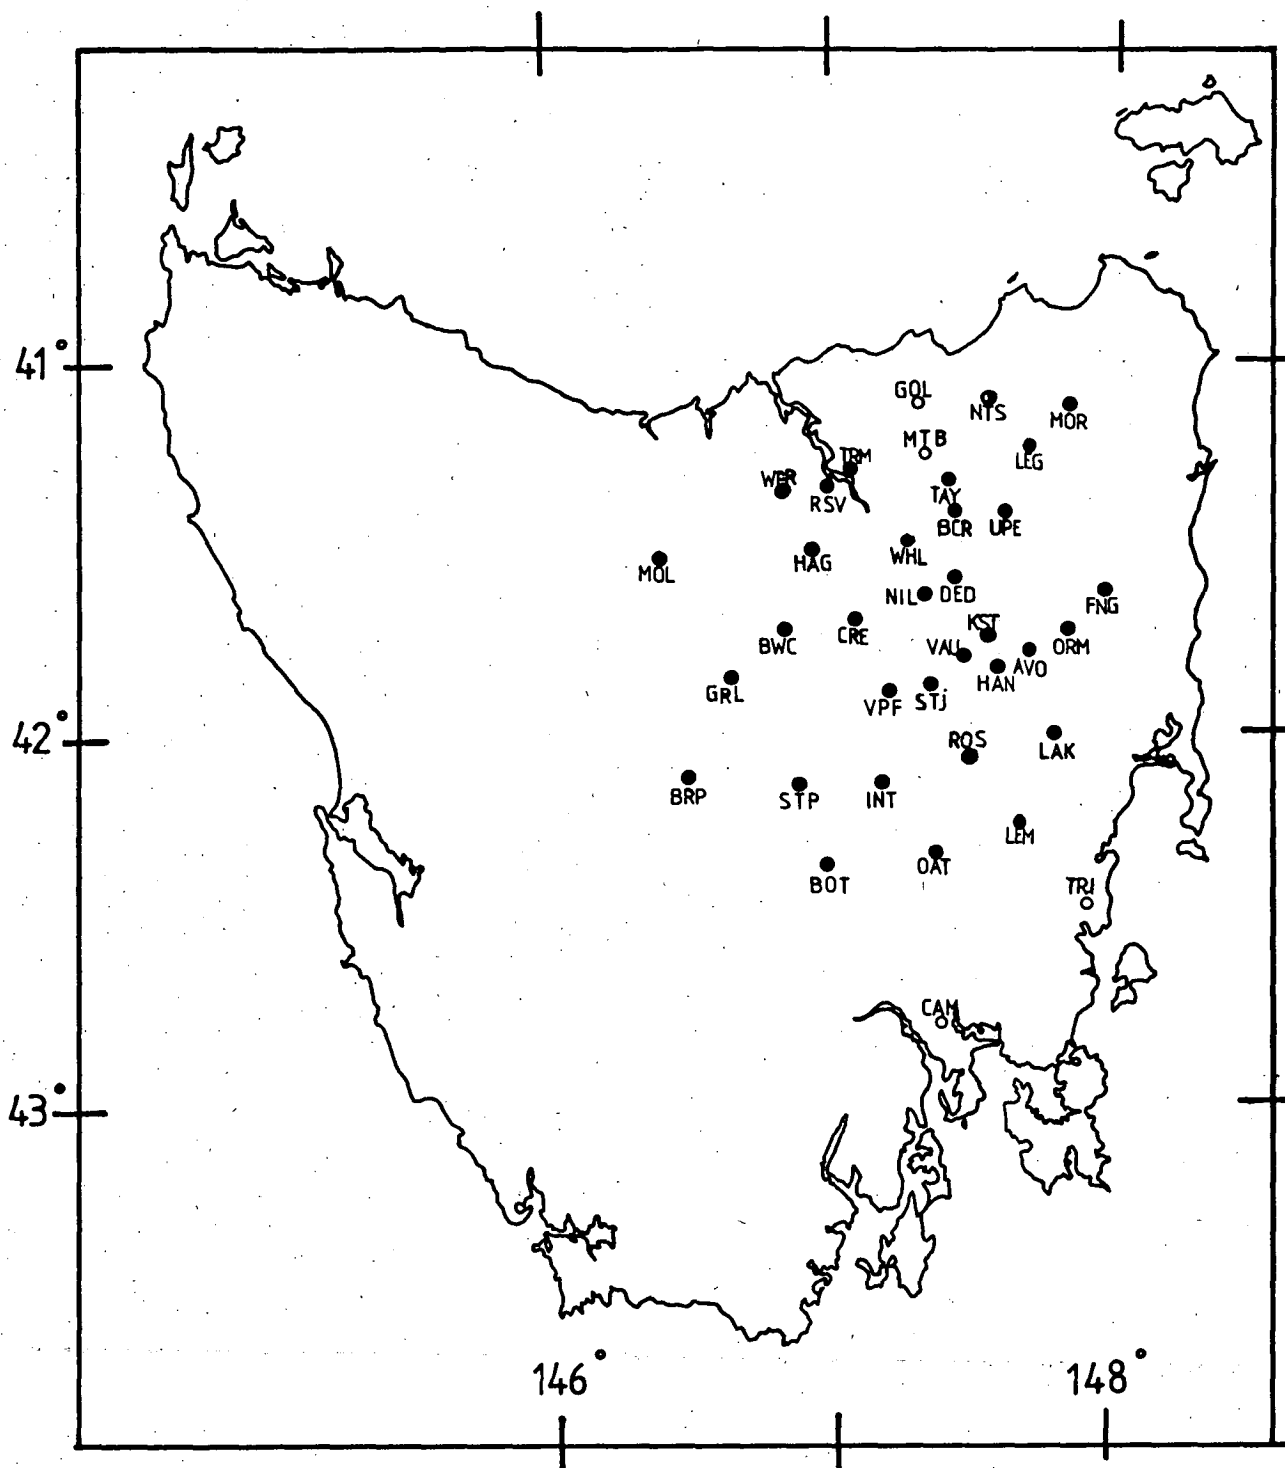 41°
GOL
NTS
MOR
MTB
LEG
TRM
WBR
RSV
TAY
BCR
UPE
WHL
HAG
MOL
NIL
DED
FNG
KST
CRE
BWC
VAU
ORM
AVO
HAN
GRL
VPF
STj
42°
ROS
LAK
BRP
STP
INT
LEM
OAT
BOT
TRI
CAM
43°
146°
148°